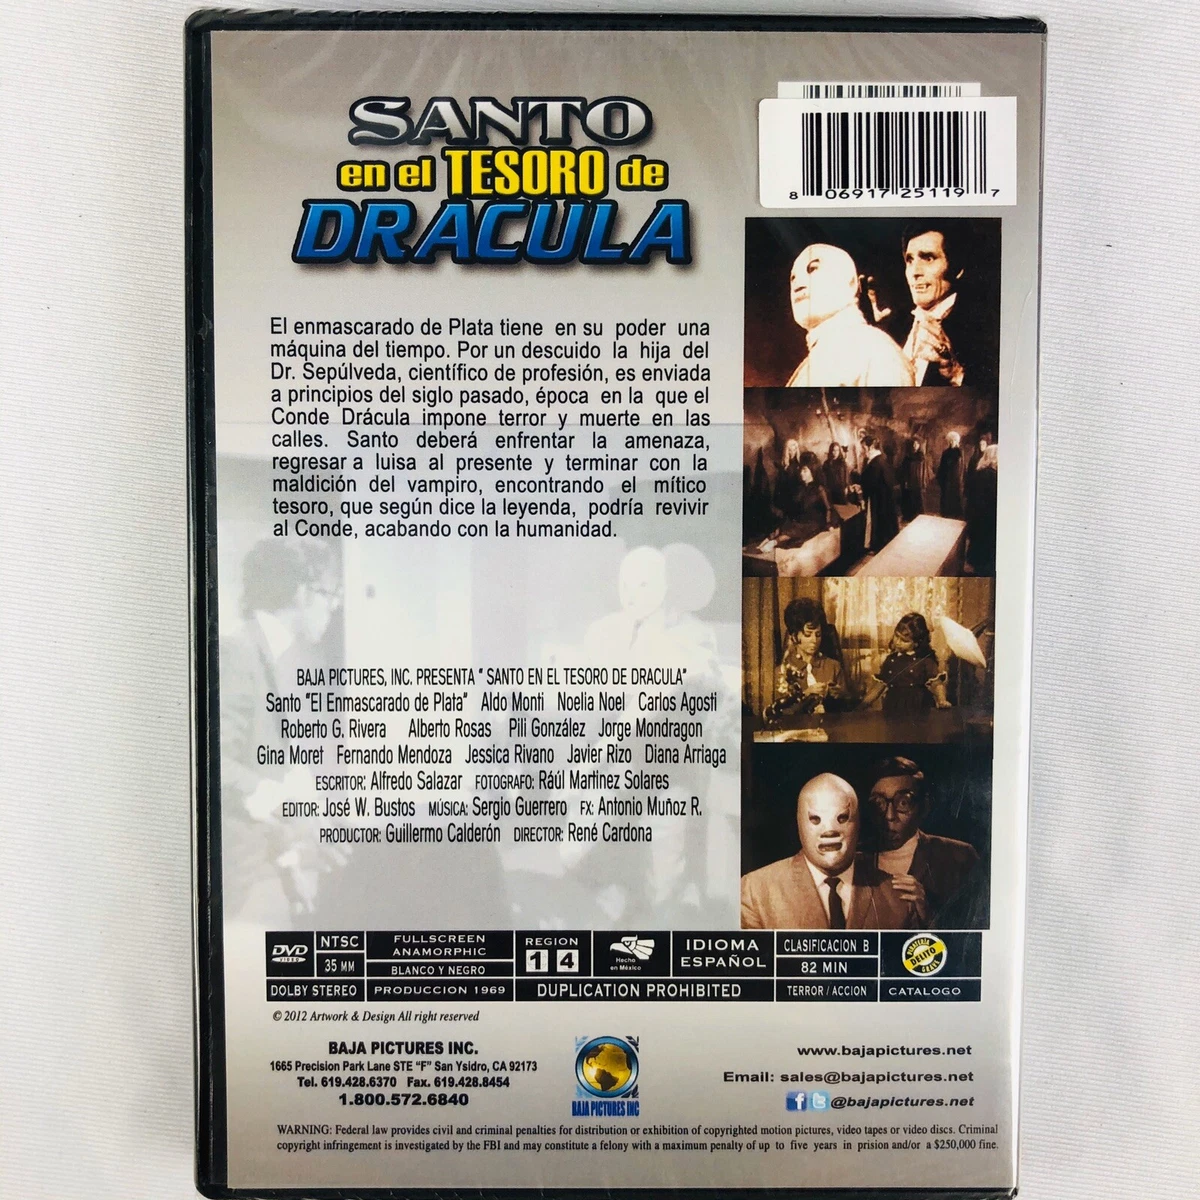 SANTO
en el TESORO de
DRACULA
8 06917 25119 7
El enmascarado de Plata tiene en su poder una
máquina del tiempo. Por un descuido la hija del
Dr. Sepúlveda, científico de profesión, es enviada
a principios del siglo pasado, época en la que el
Conde Drácula impone terror y muerte en las
calles. Santo deberá enfrentar la amenaza,
regresar a luisa al presente y terminar con la
maldición del vampiro, encontrando el mítico
tesoro, que según dice la leyenda, podría revivir
al Conde, acabando con la humanidad.
BAJA PICTURES, INC. PRESENTA " SANTO EN EL TESORO DE DRACULA"
Santo "El Enmascarado de Plata" Aldo Monti Noelia Noel Carlos Agosti
Roberto G. Rivera Alberto Rosas Pili González Jorge Mondragon
Gina Moret Fernando Mendoza Jessica Rivano Javier Rizo Diana Arriaga
ESCRITOR: Alfredo Salazar FOTOGRAFO: Rául Martinez Solares
EDITOR: José W. Bustos MÚSICA: Sergio Guerrero FX: Antonio Muñoz R.
PRODUCTOR: Guillermo Calderón DIRECTOR: René Cardona
DVD VIDEO
NTSC
35 MM
DOLBY STEREO
FULLSCREEN
ANAMORPHIC
BLANCO Y NEGRO
PRODUCCION 1969
REGION
1 4
Hecho
en México
IDIOMA
ESPAÑOL
DUPLICATION PROHIBITED
CLASIFICACION B
82 MIN
TERROR / ACCION
PIRATERÍA
DELITO
GRAVE
CATALOGO
© 2012 Artwork & Design All right reserved
BAJA PICTURES INC.
1665 Precision Park Lane STE "F" San Ysidro, CA 92173
Tel. 619.428.6370 Fax. 619.428.8454
1.800.572.6840
BAJA PICTURES INC
www.bajapictures.net
Email: sales@bajapictures.net
f t @bajapictures.net
WARNING: Federal law provides civil and criminal penalties for distribution or exhibition of copyrighted motion pictures, video tapes or video discs. Criminal
copyright infringement is investigated by the FBI and may constitute a felony with a maximum penalty of up to five years in prision and/or a $250,000 fine.